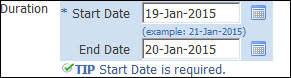 Duration * Start Date 19-Jan-2015
(example: 21-Jan-2015)
End Date 20-Jan-2015
TIP Start Date is required.